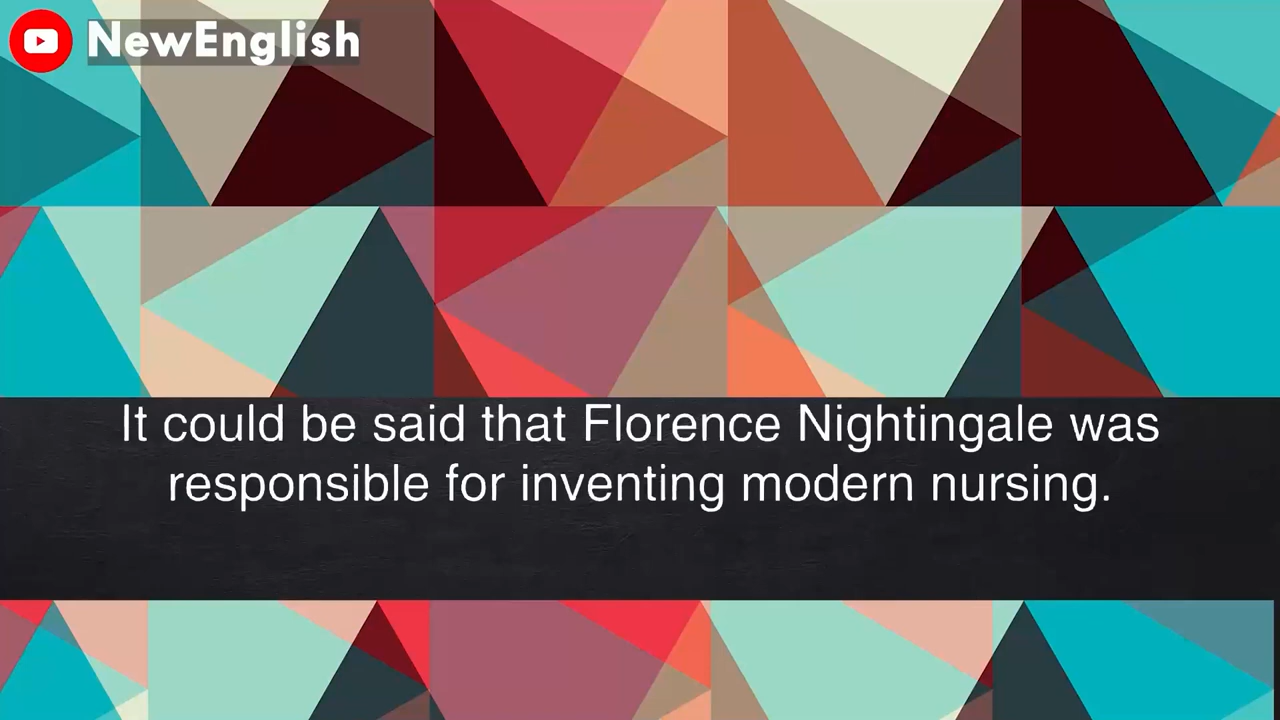 NewEnglish
It could be said that Florence Nightingale was
responsible for inventing modern nursing.